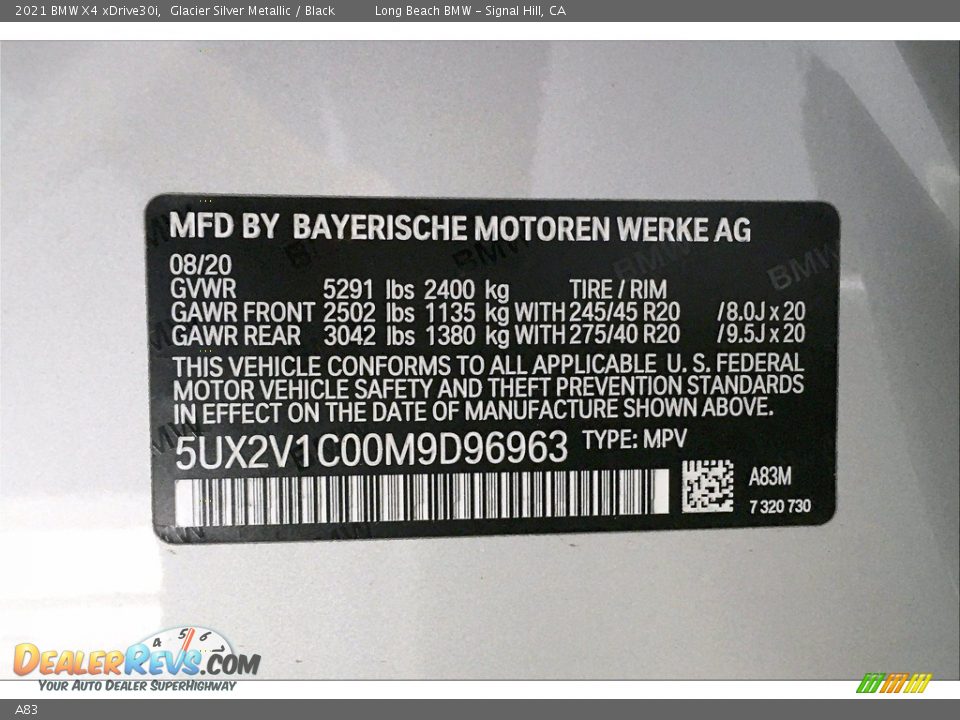 2021 BMW X4 xDrive30i, Glacier Silver Metallic / Black Long Beach BMW - Signal Hill, CA
MFD BY BAYERISCHE MOTOREN WERKE AG
08/20
GVWR 5291 lbs 2400 kg TIRE / RIM
GAWR FRONT 2502 lbs 1135 kg WITH 245/45 R20 / 8.0J x 20
GAWR REAR 3042 lbs 1380 kg WITH 275/40 R20 / 9.5J x 20
THIS VEHICLE CONFORMS TO ALL APPLICABLE U. S. FEDERAL
MOTOR VEHICLE SAFETY AND THEFT PREVENTION STANDARDS
IN EFFECT ON THE DATE OF MANUFACTURE SHOWN ABOVE.
5UX2V1C00M9D96963 TYPE: MPV
A83M
7 320 730
4 5 6
DEALERREVS.COM
YOUR AUTO DEALER SUPERHIGHWAY
A83